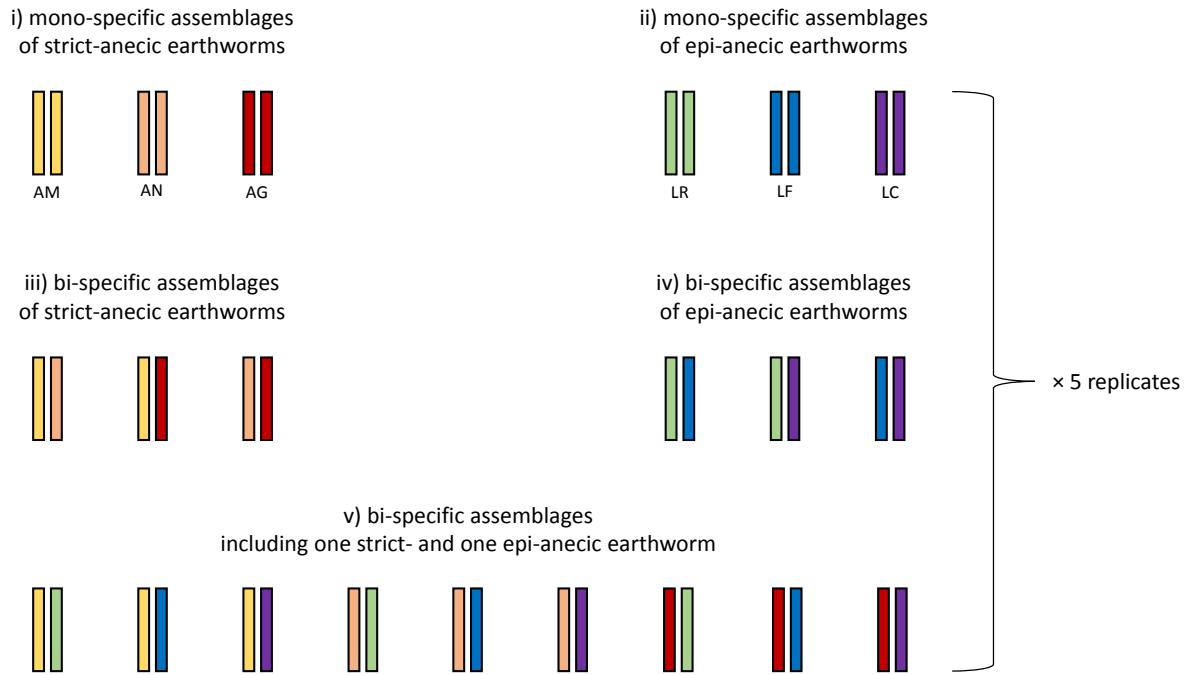 i) mono-specific assemblages
of strict-anecic earthworms
ii) mono-specific assemblages
of epi-anecic earthworms
AM
AN
AG
LR
LF
LC
iii) bi-specific assemblages
of strict-anecic earthworms
iv) bi-specific assemblages
of epi-anecic earthworms
× 5 replicates
v) bi-specific assemblages
including one strict- and one epi-anecic earthworm